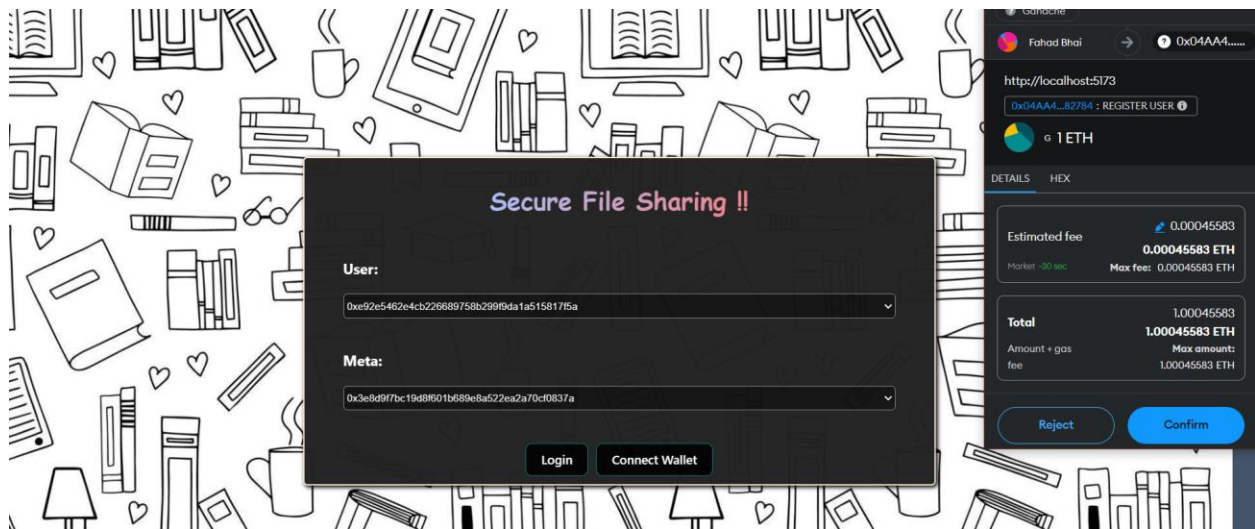 Secure File Sharing !!
User:
0xe92e5462e4cb226689758b299f9da1a515817f5a
Meta:
0x3e8d9f7bc19d8f601b689e8a522ea2a70cf0837a
Login Connect Wallet
Ganache
Fahad Bhai 0x04AA4......
http://localhost:5173
0x04AA4...82784 : REGISTER USER
G 1 ETH
DETAILS HEX
Estimated fee 0.00045583
0.00045583 ETH
Market ~30 sec Max fee: 0.00045583 ETH
Total 1.00045583
1.00045583 ETH
Amount + gas fee Max amount:
1.00045583 ETH
Reject Confirm